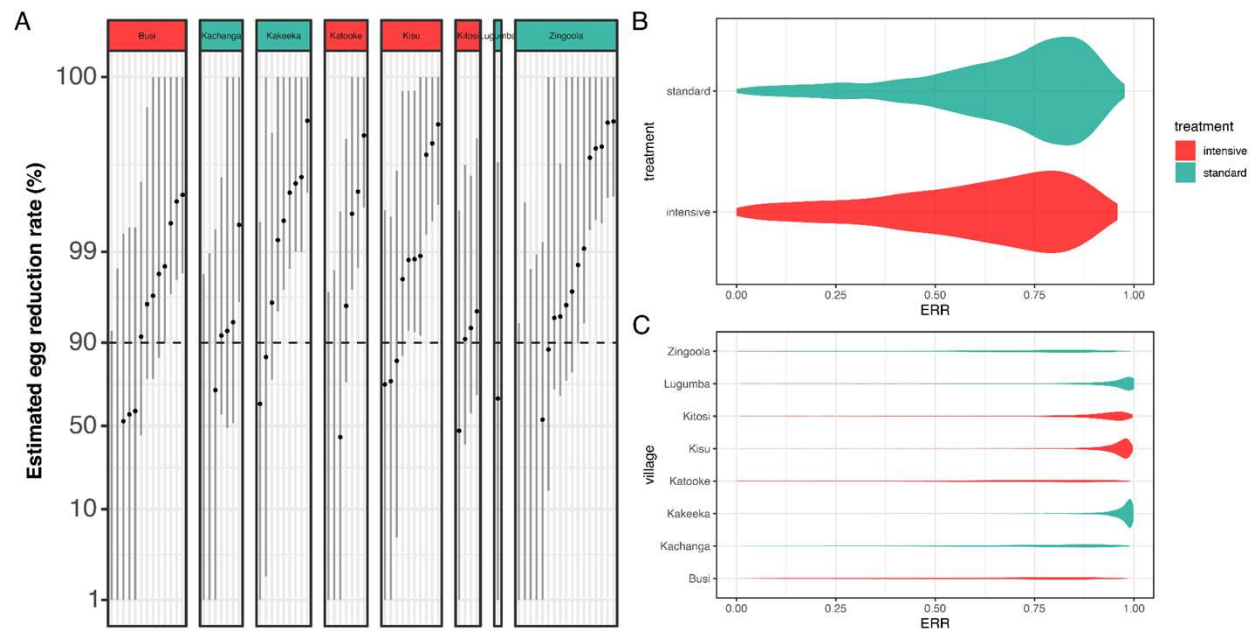 A
Busi
Kachanga
Kakeeka
Katooke
Kisu
Kitosi
Lugumba
Zingoola
Estimated egg reduction rate (%)
100
99
90
50
10
1
B
treatment
standard
intensive
0.00 0.25 0.50 0.75 1.00
ERR
treatment
intensive
standard
C
village
Zingoola
Lugumba
Kitosi
Kisu
Katooke
Kakeeka
Kachanga
Busi
0.00 0.25 0.50 0.75 1.00
ERR